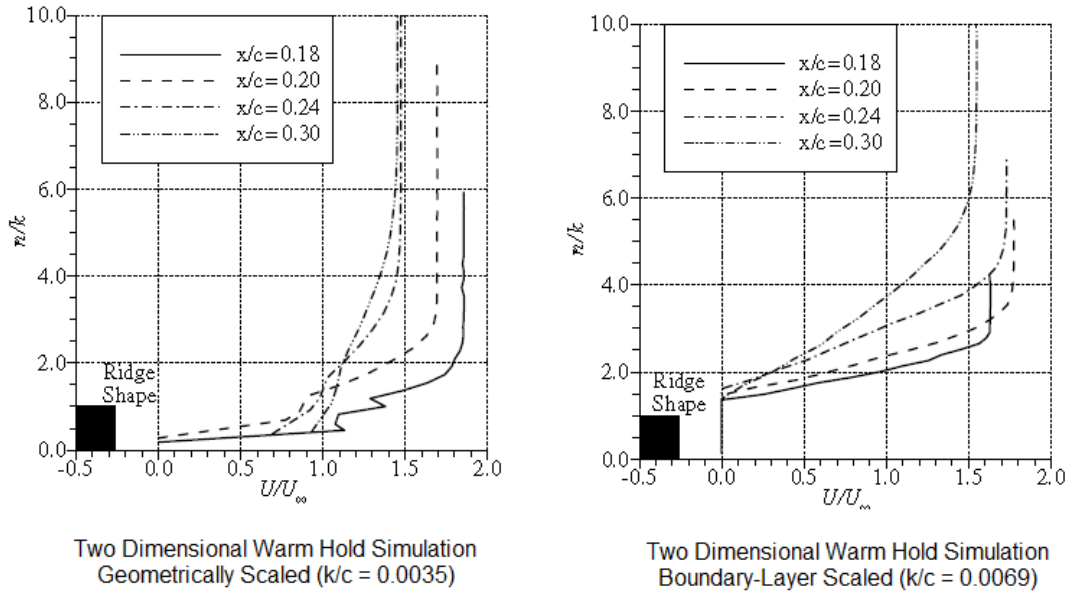 10.0
8.0
6.0
4.0
2.0
0.0
n/k
x/c=0.18
x/c=0.20
x/c=0.24
x/c=0.30
Ridge
Shape
-0.5
0.0
0.5
1.0
1.5
2.0
U/U∞
Two Dimensional Warm Hold Simulation
Geometrically Scaled (k/c = 0.0035)
10.0
8.0
6.0
4.0
2.0
0.0
n/k
x/c=0.18
x/c=0.20
x/c=0.24
x/c=0.30
Ridge
Shape
-0.5
0.0
0.5
1.0
1.5
2.0
U/U∞
Two Dimensional Warm Hold Simulation
Boundary-Layer Scaled (k/c = 0.0069)